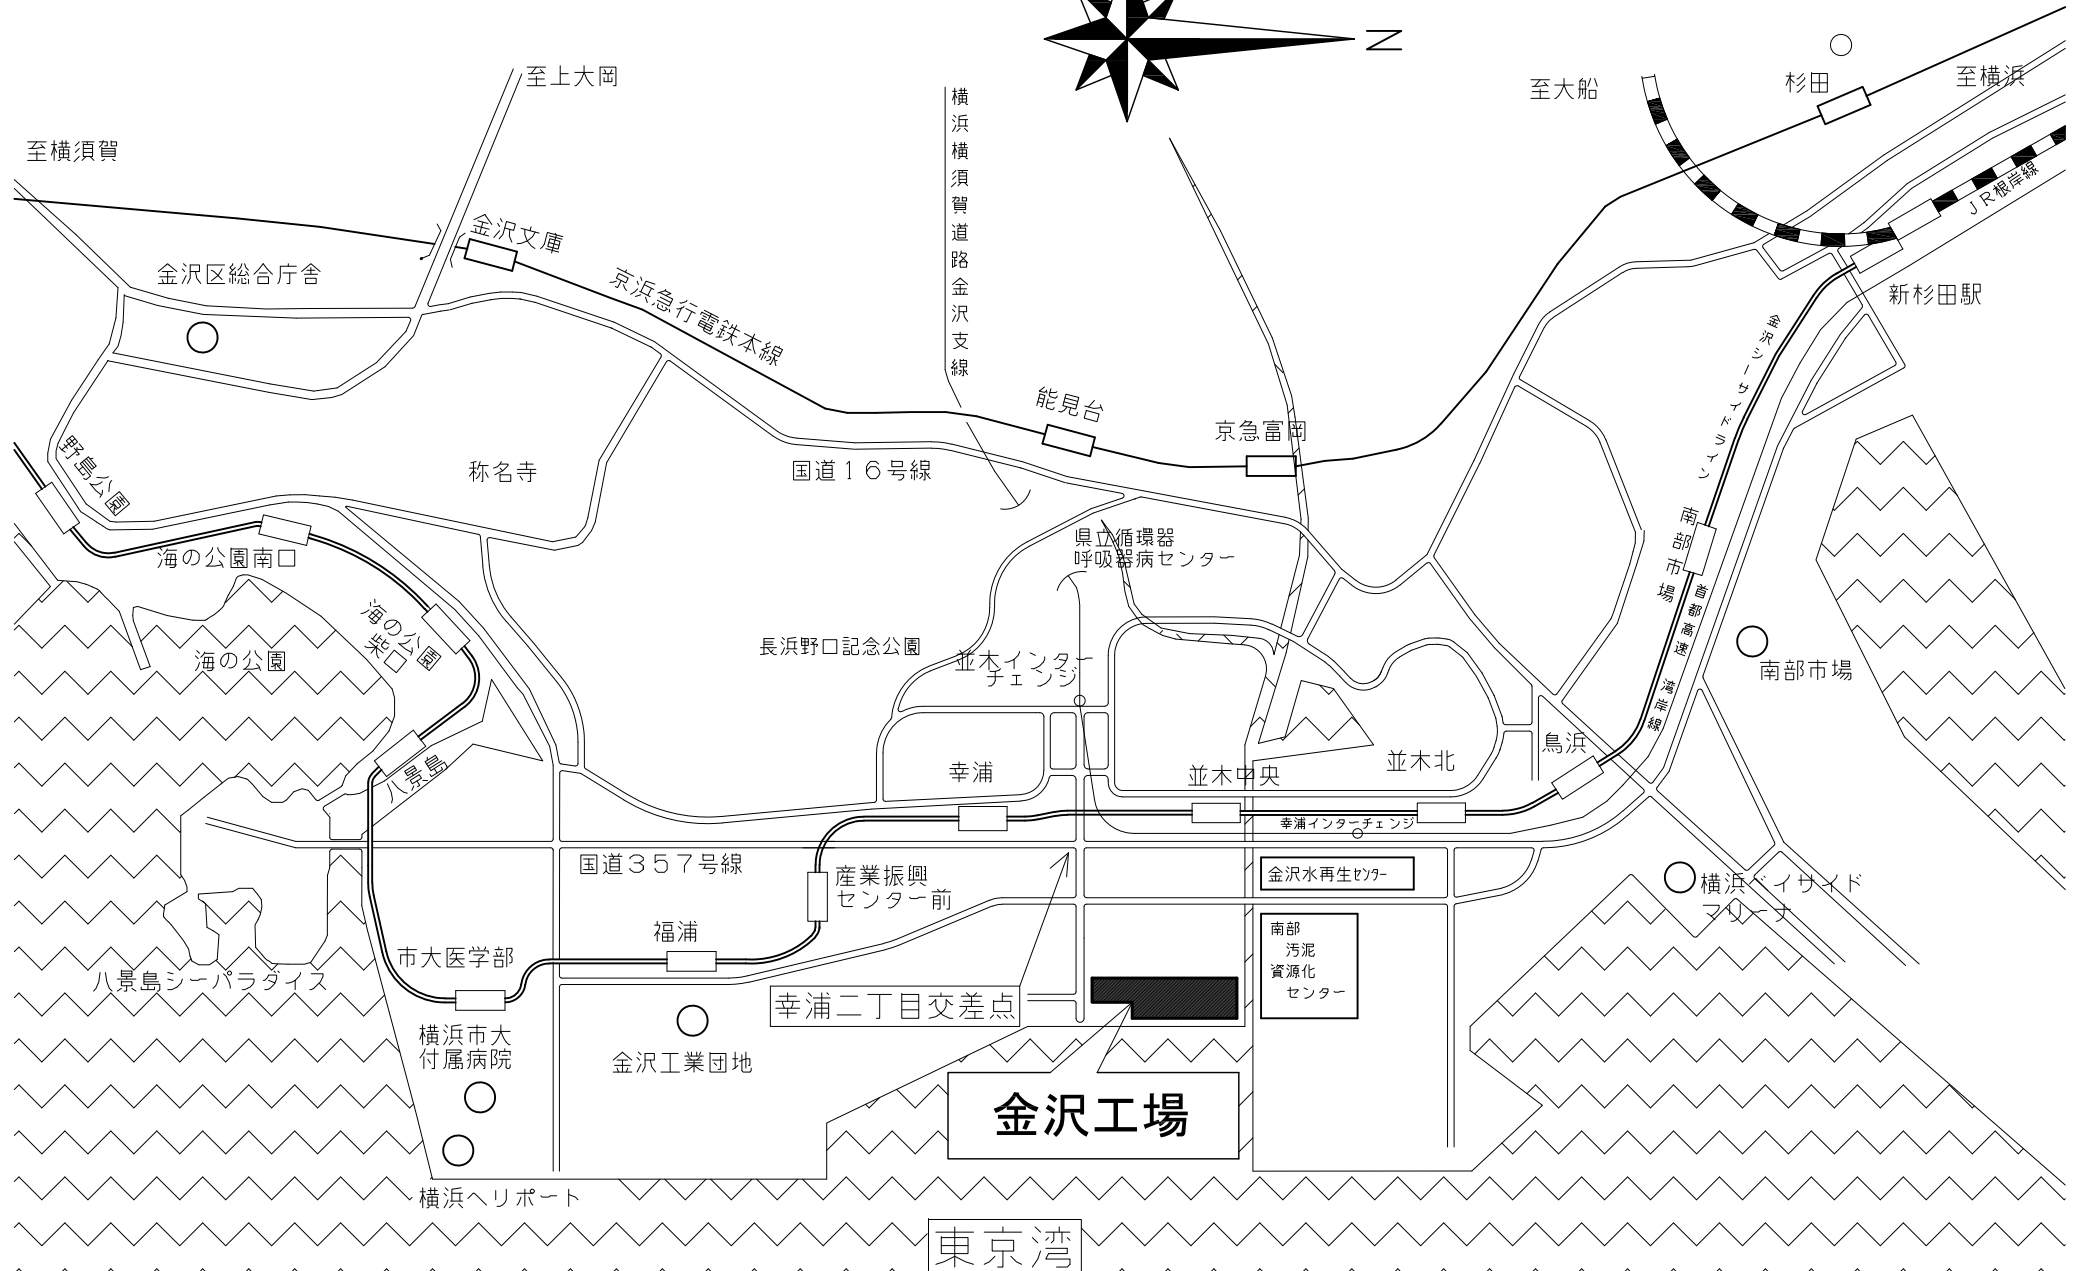 N
至上大岡
至大船
杉田
至横浜
至横須賀
横浜横須賀道路金沢支線
JR根岸線
金沢文庫
金沢区総合庁舎
京浜急行電鉄本線
新杉田駅
金沢シーサイドライン
能見台
京急富岡
国道16号線
称名寺
野島公園
南部市場
海の公園南口
県立循環器
呼吸器病センター
首都高速 湾岸線
海の公園
柴口
海の公園
長浜野口記念公園
並木インター
チェンジ
南部市場
鳥浜
並木北
並木中央
幸浦
八景島
幸浦インターチェンジ
国道357号線
産業振興
センター前
金沢水再生センター
横浜ベイサイド
マリーナ
福浦
南部
汚泥
資源化
センター
市大医学部
八景島シーパラダイス
幸浦二丁目交差点
横浜市大
付属病院
金沢工業団地
金沢工場
横浜ヘリポート
東京湾